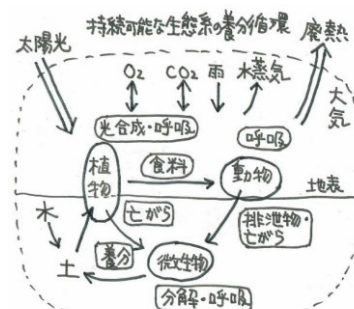 持続可能な生態系の養分循環
太陽光
廃熱
O₂
CO₂
雨
水蒸気
大気
光合成・呼吸
呼吸
植物
食料
動物
地表
水
亡がら
排泄物・亡がら
土
養分
微生物
分解・呼吸